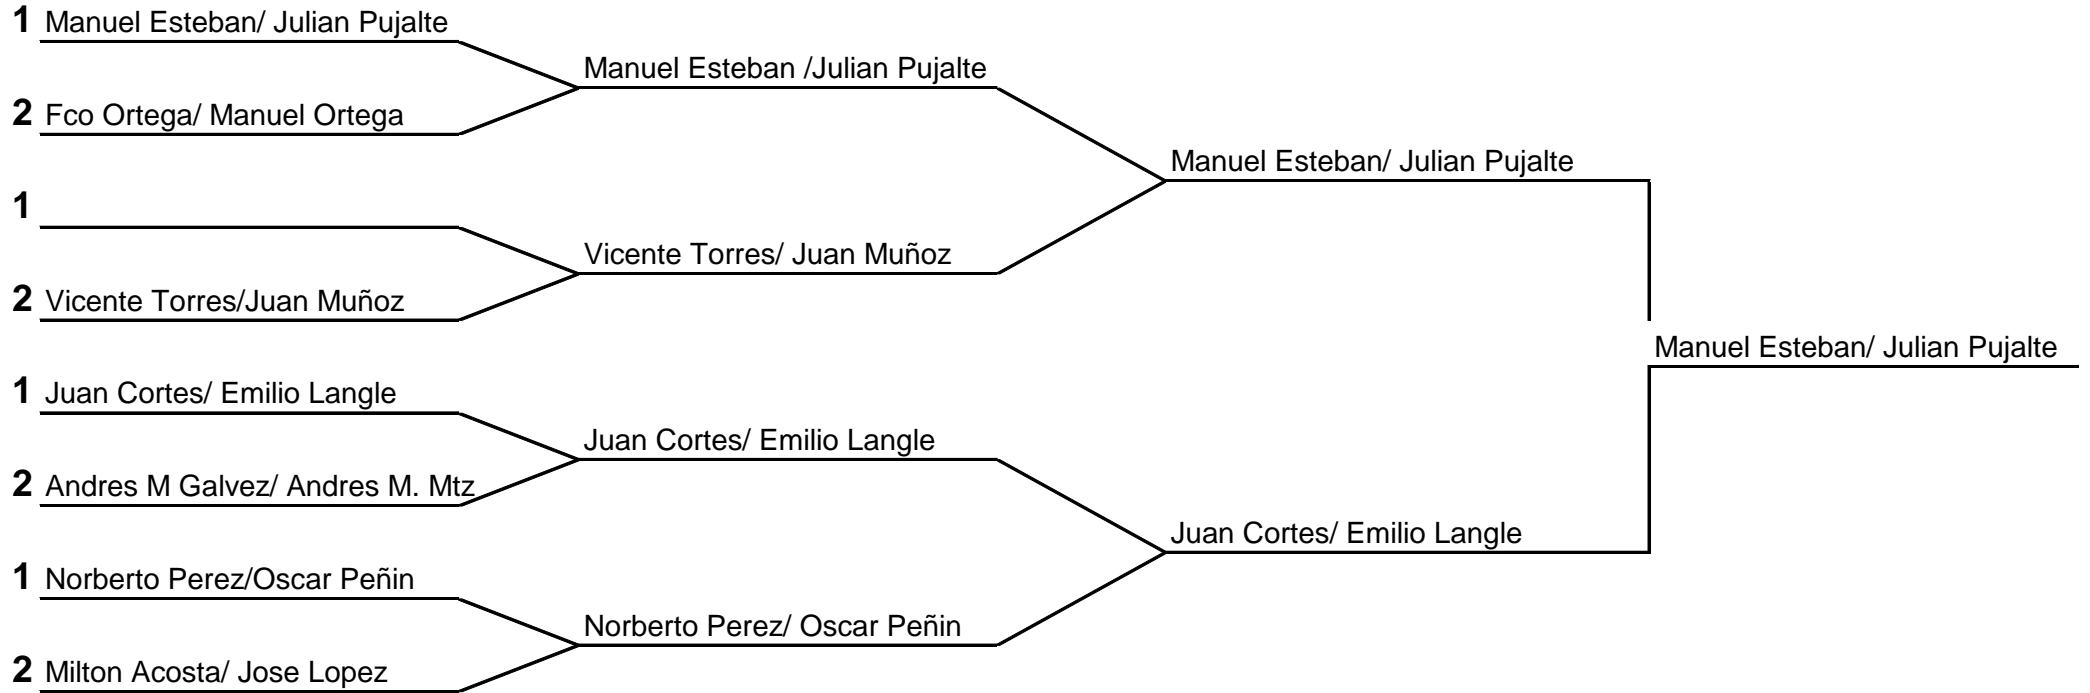 1 Manuel Esteban/ Julian Pujalte
Manuel Esteban /Julian Pujalte
2 Fco Ortega/ Manuel Ortega
Manuel Esteban/ Julian Pujalte
1
Vicente Torres/ Juan Muñoz
2 Vicente Torres/Juan Muñoz
Manuel Esteban/ Julian Pujalte
1 Juan Cortes/ Emilio Langle
Juan Cortes/ Emilio Langle
2 Andres M Galvez/ Andres M. Mtz
Juan Cortes/ Emilio Langle
1 Norberto Perez/Oscar Peñin
Norberto Perez/ Oscar Peñin
2 Milton Acosta/ Jose Lopez